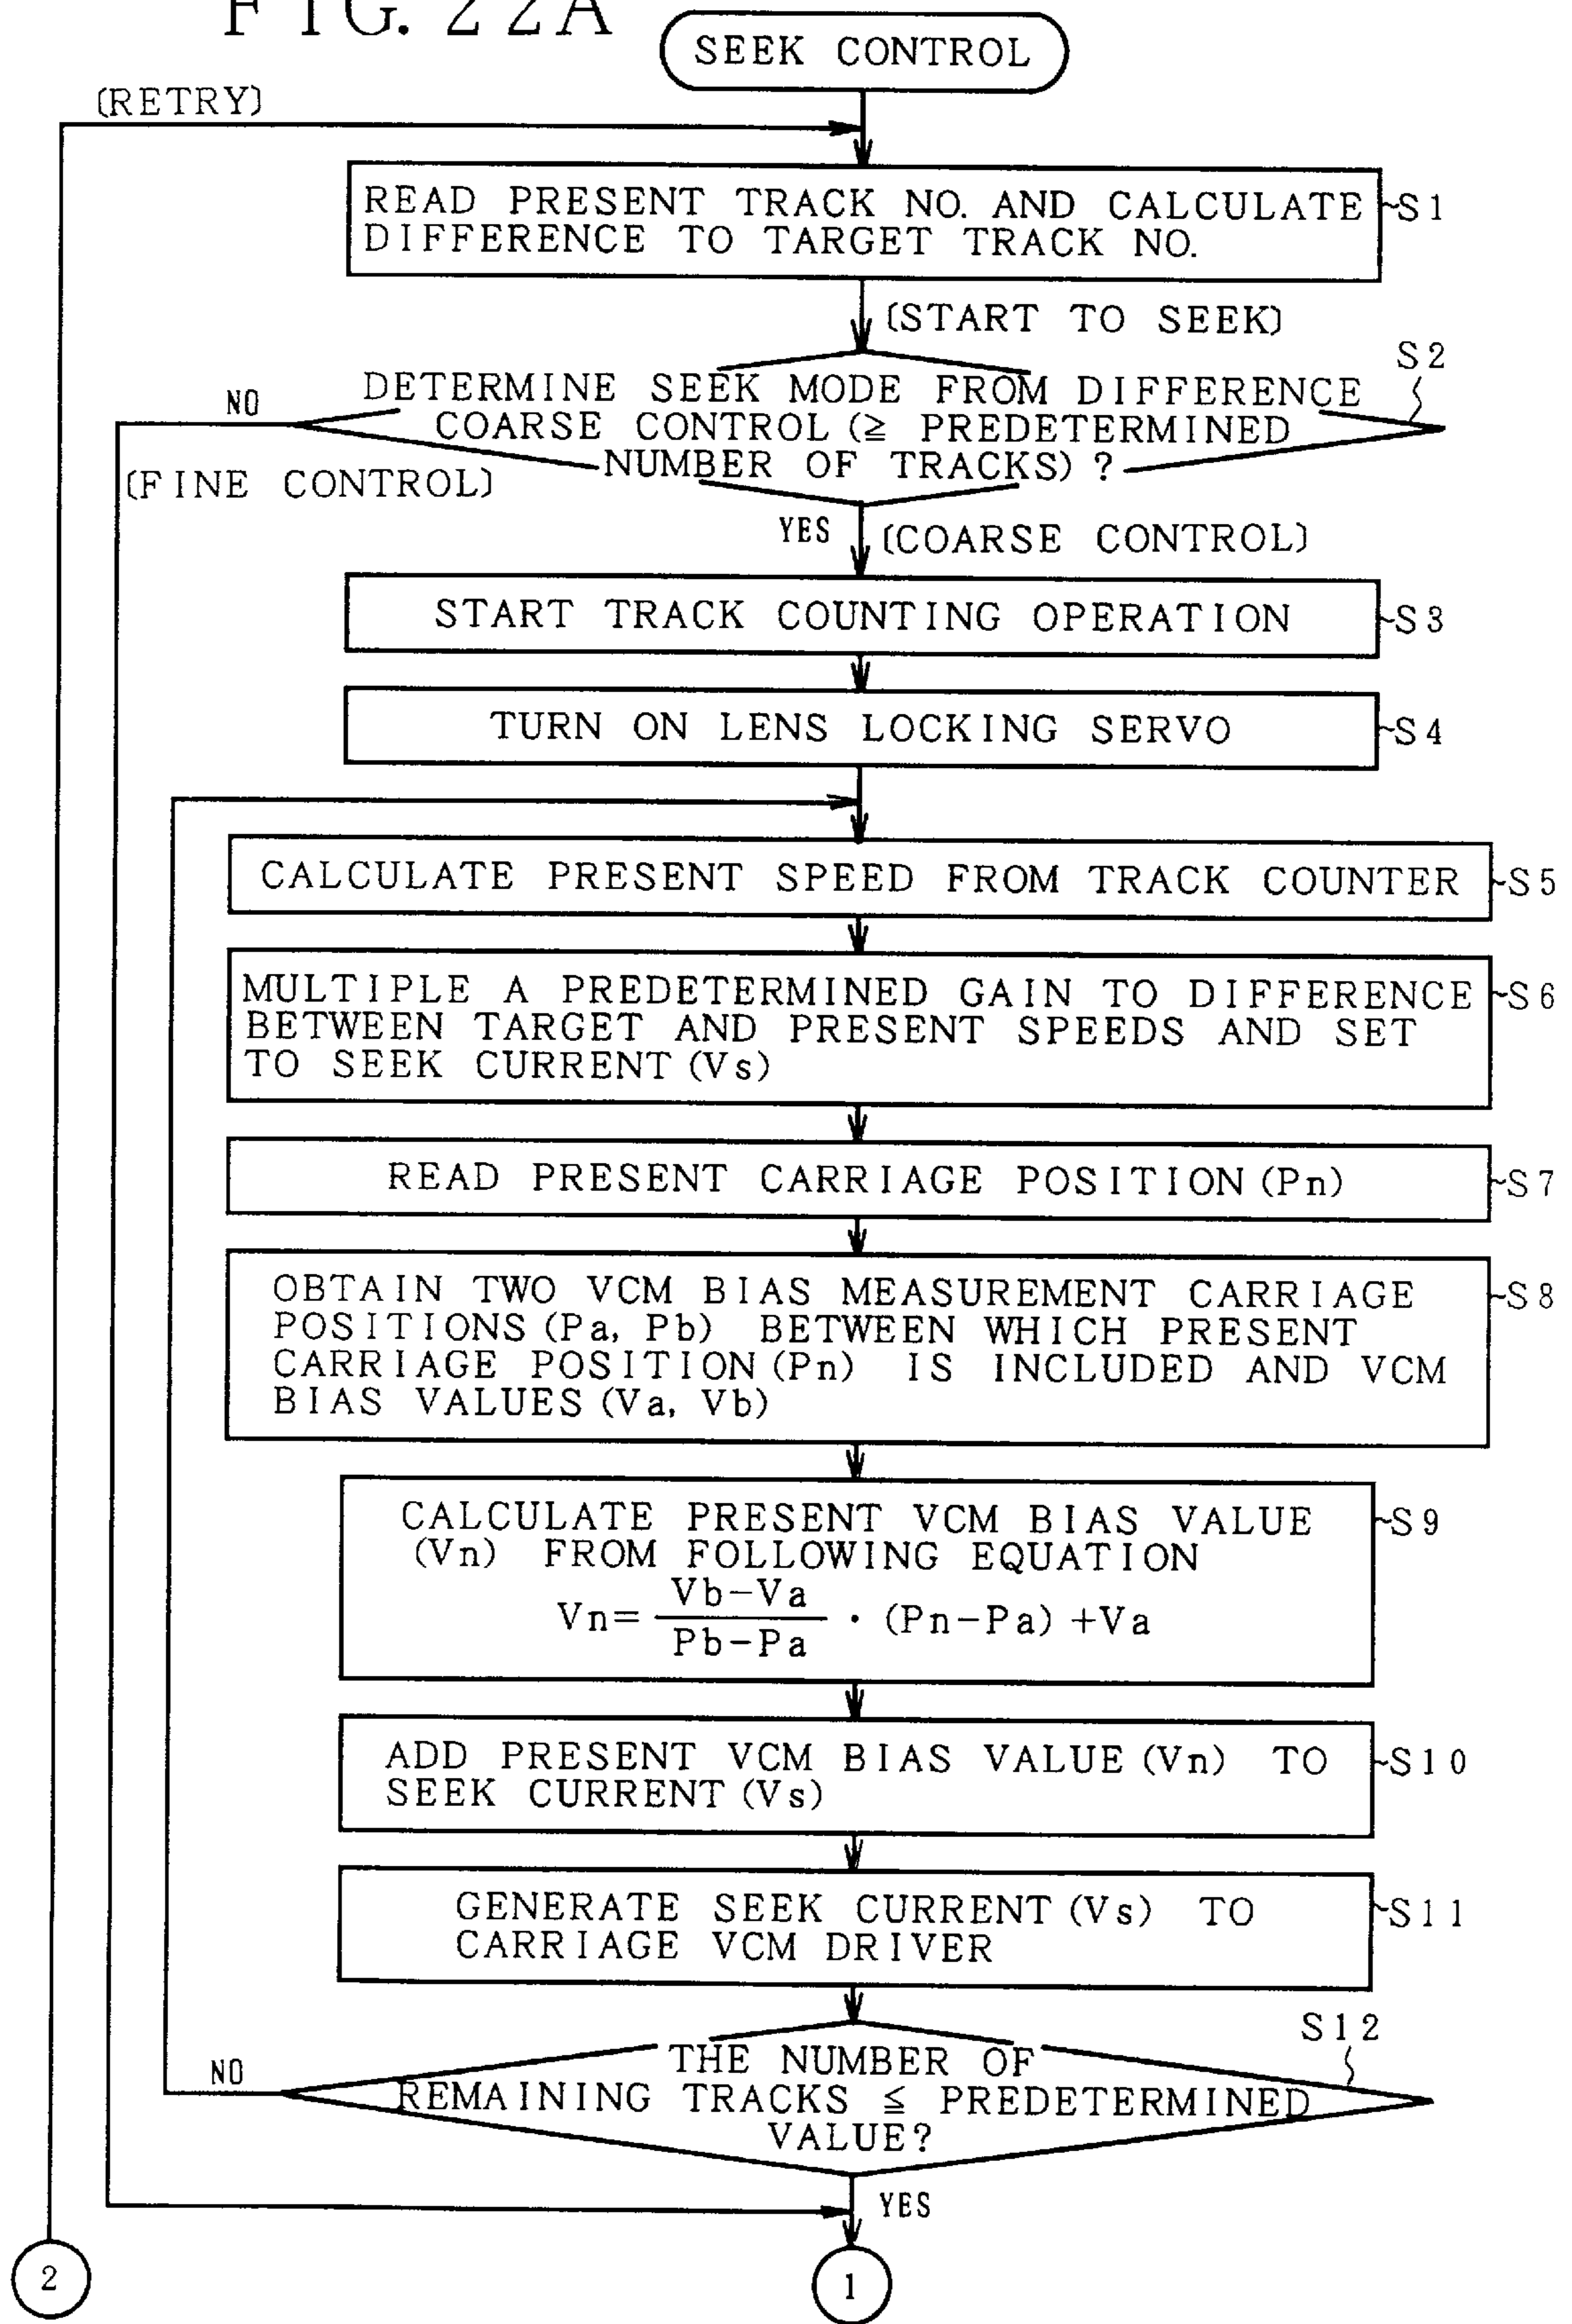 FIG. 22A
SEEK CONTROL
(RETRY)
READ PRESENT TRACK NO. AND CALCULATE
DIFFERENCE TO TARGET TRACK NO.
S1
(START TO SEEK)
S2
DETERMINE SEEK MODE FROM DIFFERENCE
COARSE CONTROL (≧ PREDETERMINED
NUMBER OF TRACKS) ?
NO
(FINE CONTROL)
YES
(COARSE CONTROL)
START TRACK COUNTING OPERATION
S3
TURN ON LENS LOCKING SERVO
S4
CALCULATE PRESENT SPEED FROM TRACK COUNTER
S5
MULTIPLE A PREDETERMINED GAIN TO DIFFERENCE
BETWEEN TARGET AND PRESENT SPEEDS AND SET
TO SEEK CURRENT (Vs)
S6
READ PRESENT CARRIAGE POSITION (Pn)
S7
OBTAIN TWO VCM BIAS MEASUREMENT CARRIAGE
POSITIONS (Pa, Pb) BETWEEN WHICH PRESENT
CARRIAGE POSITION (Pn) IS INCLUDED AND VCM
BIAS VALUES (Va, Vb)
S8
CALCULATE PRESENT VCM BIAS VALUE
(Vn) FROM FOLLOWING EQUATION
Vb-Va
Vn= ・ (Pn-Pa) +Va
Pb-Pa
S9
ADD PRESENT VCM BIAS VALUE (Vn) TO
SEEK CURRENT (Vs)
S10
GENERATE SEEK CURRENT (Vs) TO
CARRIAGE VCM DRIVER
S11
S12
THE NUMBER OF
REMAINING TRACKS ≦ PREDETERMINED
VALUE?
NO
YES
2
1